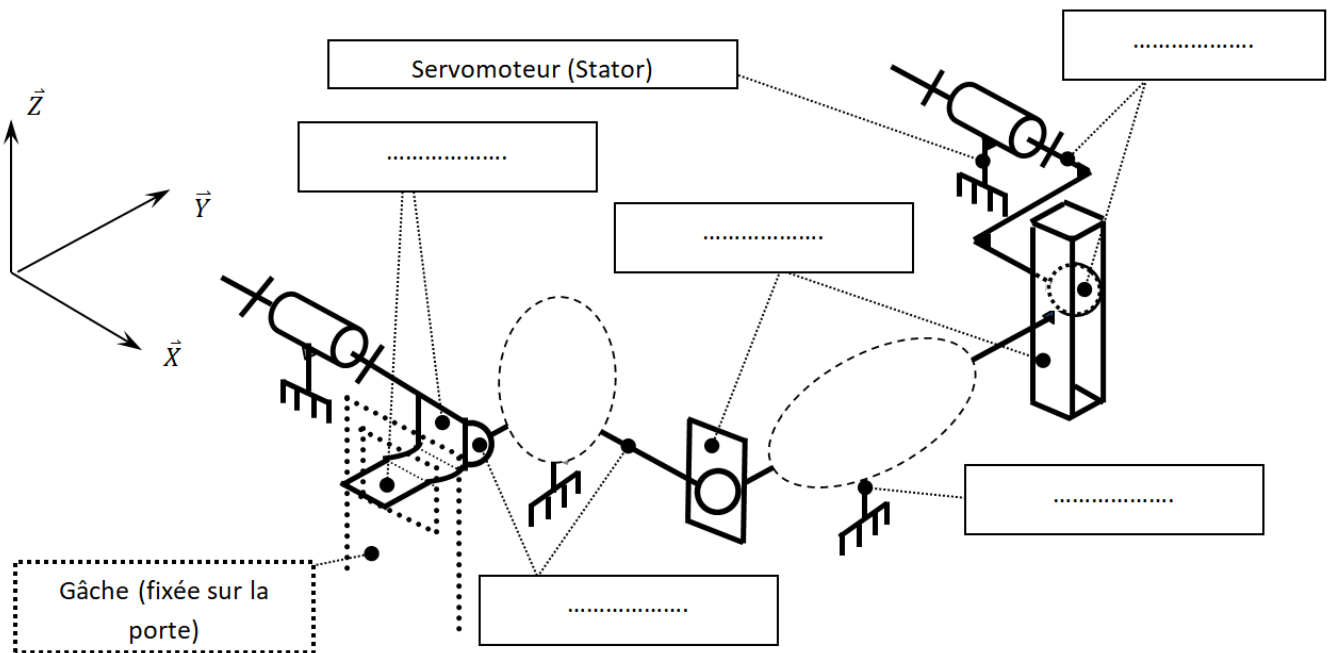 ……………….
Servomoteur (Stator)
Z
……………….
Y
……………….
X
……………….
Gâche (fixée sur la
porte)
……………….